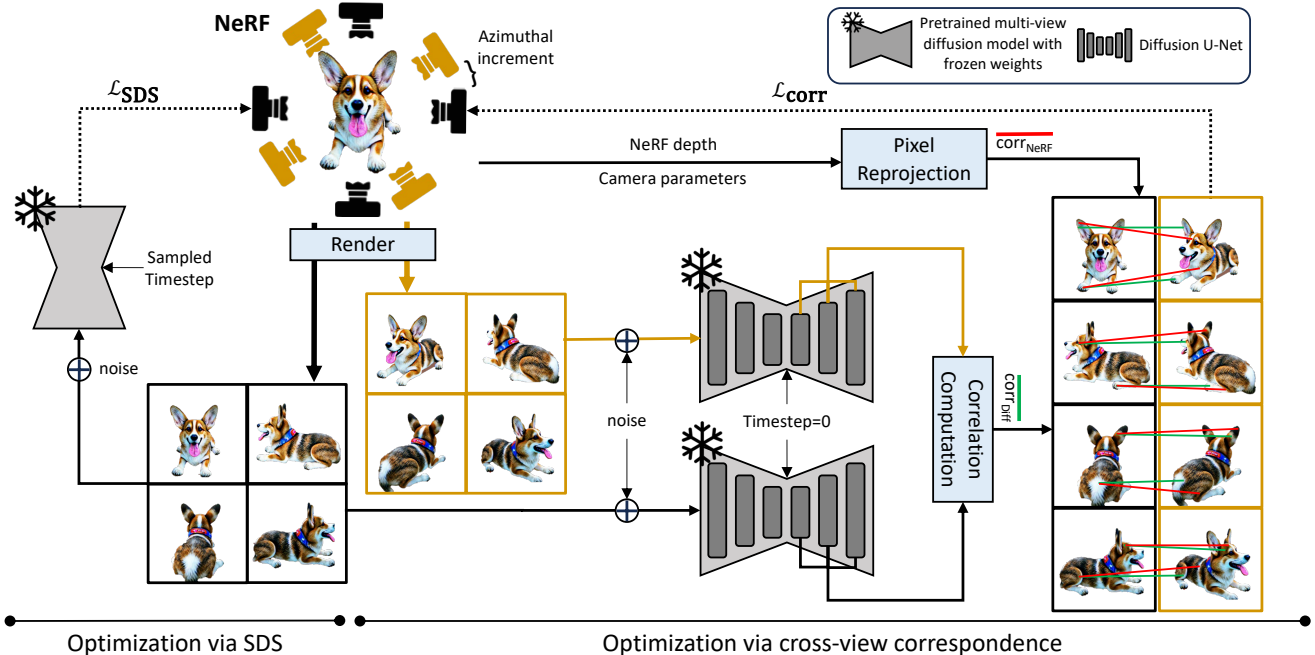 NeRF
Azimuthal
increment
Pretrained multi-view
diffusion model with
frozen weights
Diffusion U-Net
ℒSDS
ℒcorr
NeRF depth
Camera parameters
Pixel
Reprojection
corrNeRF
Sampled
Timestep
Render
noise
noise
Timestep=0
Correlation
Computation
corrDiff
Optimization via SDS
Optimization via cross-view correspondence